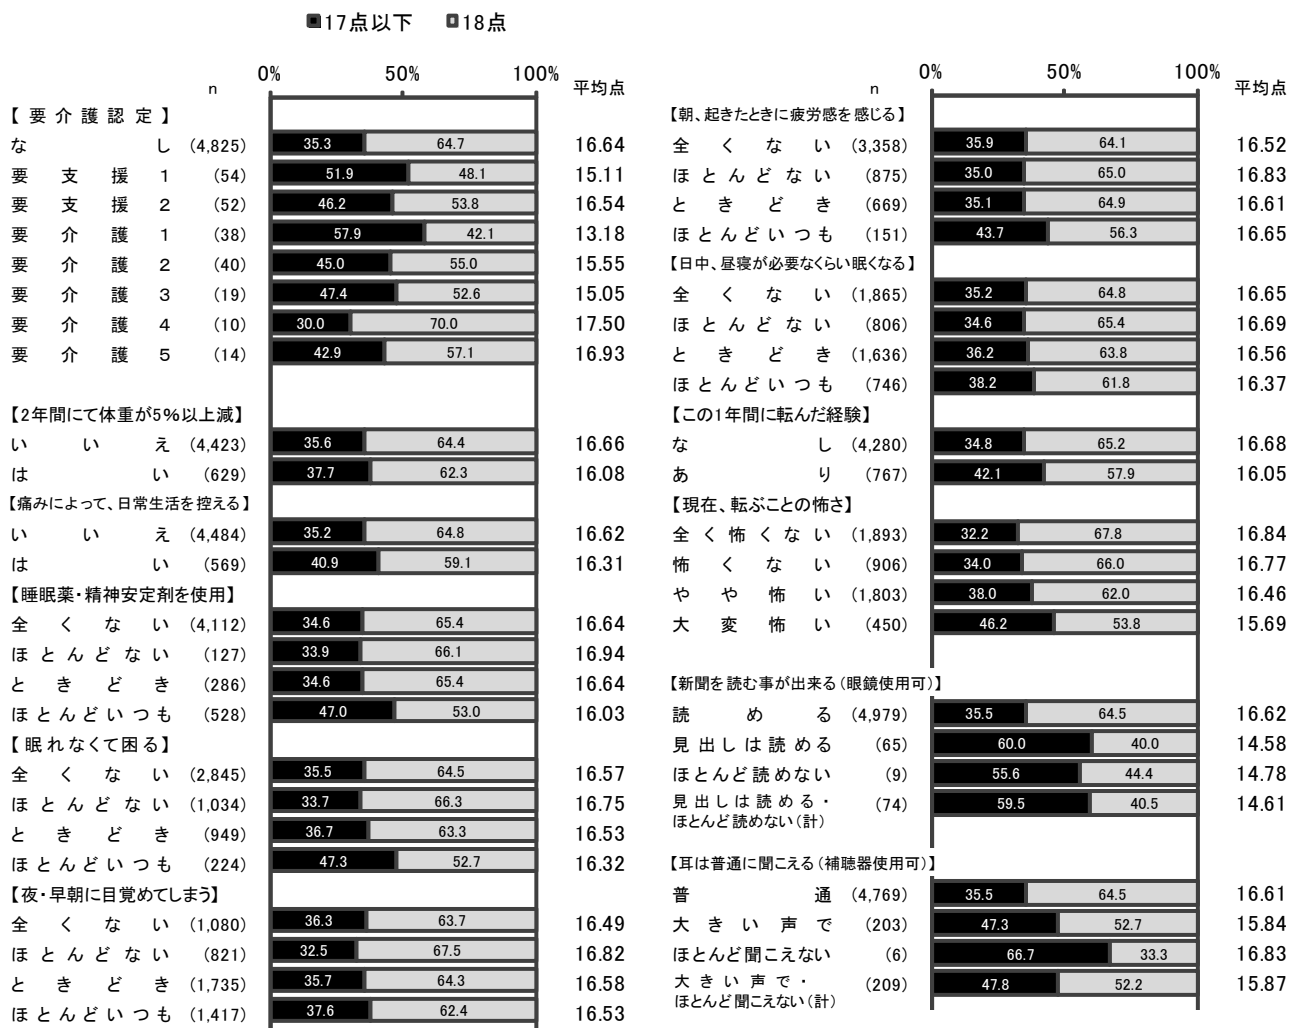 ■17点以下 □18点
0% 50% 100%
n 平均点
【要介護認定】
なし (4,825) 35.3 64.7 16.64
要支援1 (54) 51.9 48.1 15.11
要支援2 (52) 46.2 53.8 16.54
要介護1 (38) 57.9 42.1 13.18
要介護2 (40) 45.0 55.0 15.55
要介護3 (19) 47.4 52.6 15.05
要介護4 (10) 30.0 70.0 17.50
要介護5 (14) 42.9 57.1 16.93
【2年間にて体重が5%以上減】
いいえ (4,423) 35.6 64.4 16.66
はい (629) 37.7 62.3 16.08
【痛みによって、日常生活を控える】
いいえ (4,484) 35.2 64.8 16.62
はい (569) 40.9 59.1 16.31
【睡眠薬・精神安定剤を使用】
全くない (4,112) 34.6 65.4 16.64
ほとんどない (127) 33.9 66.1 16.94
ときどき (286) 34.6 65.4 16.64
ほとんどいつも (528) 47.0 53.0 16.03
【眠れなくて困る】
全くない (2,845) 35.5 64.5 16.57
ほとんどない (1,034) 33.7 66.3 16.75
ときどき (949) 36.7 63.3 16.53
ほとんどいつも (224) 47.3 52.7 16.32
【夜・早朝に目覚めてしまう】
全くない (1,080) 36.3 63.7 16.49
ほとんどない (821) 32.5 67.5 16.82
ときどき (1,735) 35.7 64.3 16.58
ほとんどいつも (1,417) 37.6 62.4 16.53
0% 50% 100%
n 平均点
【朝、起きたときに疲労感を感じる】
全くない (3,358) 35.9 64.1 16.52
ほとんどない (875) 35.0 65.0 16.83
ときどき (669) 35.1 64.9 16.61
ほとんどいつも (151) 43.7 56.3 16.65
【日中、昼寝が必要なくらい眠くなる】
全くない (1,865) 35.2 64.8 16.65
ほとんどない (806) 34.6 65.4 16.69
ときどき (1,636) 36.2 63.8 16.56
ほとんどいつも (746) 38.2 61.8 16.37
【この1年間に転んだ経験】
なし (4,280) 34.8 65.2 16.68
あり (767) 42.1 57.9 16.05
【現在、転ぶことの怖さ】
全く怖くない (1,893) 32.2 67.8 16.84
怖くない (906) 34.0 66.0 16.77
やや怖い (1,803) 38.0 62.0 16.46
大変怖い (450) 46.2 53.8 15.69
【新聞を読む事が出来る(眼鏡使用可)】
読める (4,979) 35.5 64.5 16.62
見出しは読める (65) 60.0 40.0 14.58
ほとんど読めない (9) 55.6 44.4 14.78
見出しは読める・
ほとんど読めない(計) (74) 59.5 40.5 14.61
【耳は普通に聞こえる(補聴器使用可)】
普通 (4,769) 35.5 64.5 16.61
大きい声で (203) 47.3 52.7 15.84
ほとんど聞こえない (6) 66.7 33.3 16.83
大きい声で・
ほとんど聞こえない(計) (209) 47.8 52.2 15.87